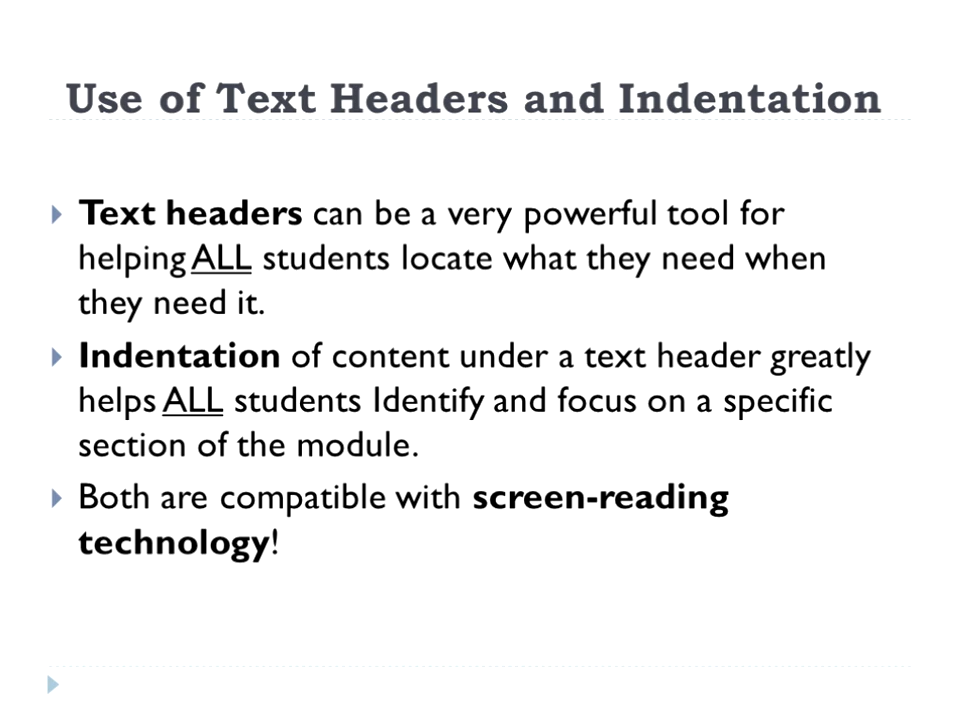 Use of Text Headers and Indentation
Text headers can be a very powerful tool for
helping ALL students locate what they need when
they need it.
Indentation of content under a text header greatly
helps ALL students Identify and focus on a specific
section of the module.
Both are compatible with screen-reading
technology!